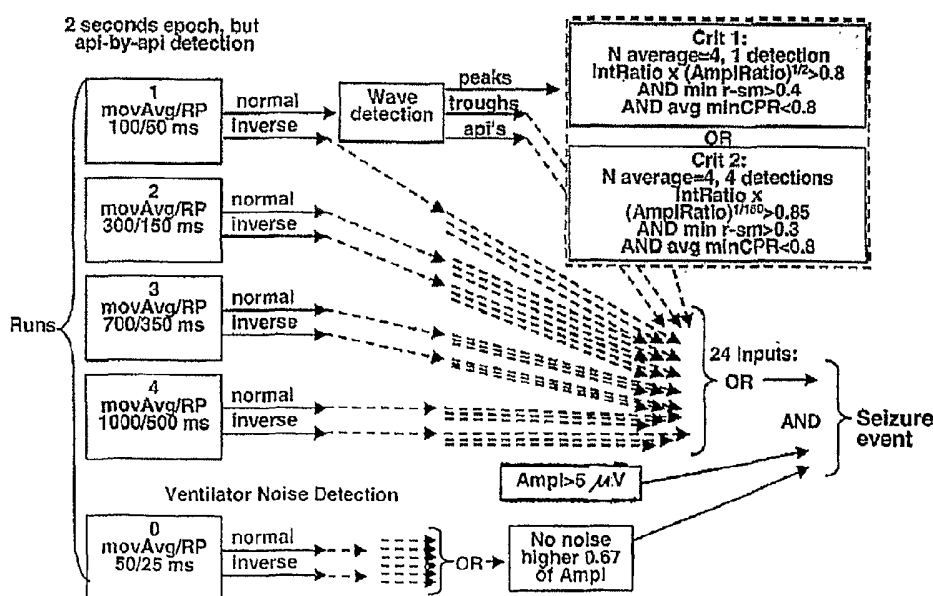 2 seconds epoch, but
api-by-api detection
1
movAvg/RP
100/60 ms
normal
inverse
Wave
detection
peaks
troughs
api's
Crit 1:
N average=4, 1 detection
IntRatio x (AmplRatio)1/2>0.8
AND min r-sm>0.4
AND avg minCPR<0.8
OR
Crit 2:
N average=4, 4 detections
IntRatio x
(AmplRatio)1/160>0.85
AND min r-sm>0.3
AND avg minCPR<0.8
2
movAvg/RP
300/150 ms
normal
inverse
3
movAvg/RP
700/350 ms
normal
inverse
Runs
4
movAvg/RP
1000/500 ms
normal
inverse
24 Inputs:
OR
AND
Seizure
event
Ampl>5 μV
Ventilator Noise Detection
0
movAvg/RP
50/25 ms
normal
inverse
OR
No noise
higher 0.67
of Ampl